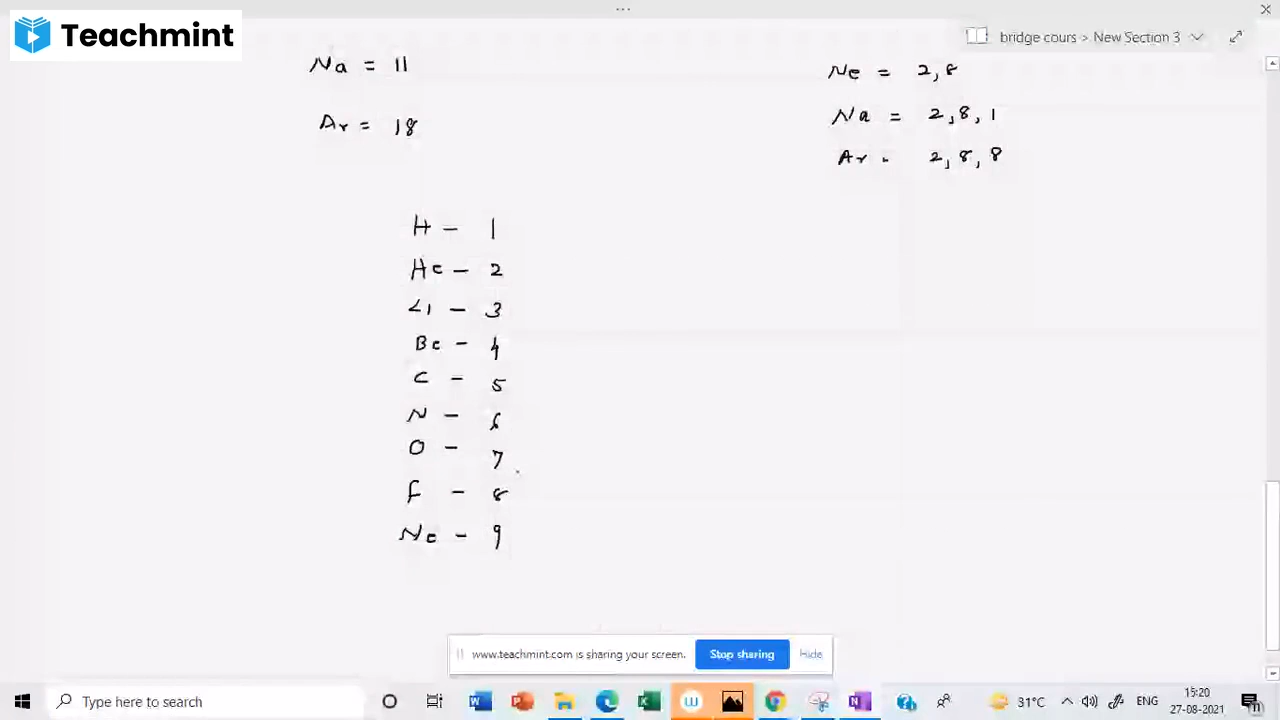 Teachmint
bridge cours > New Section 3
Na = 11
Ar = 18
Ne = 2,8
Na = 2,8,1
Ar - 2,8,8
H - 1
He - 2
Li - 3
Be - 4
C - 5
N - 6
O - 7
F - 8
Ne - 9
www.teachmint.com is sharing your screen.
Stop sharing
Hide
Type here to search
31°C
ENG
15:20
27-08-2021